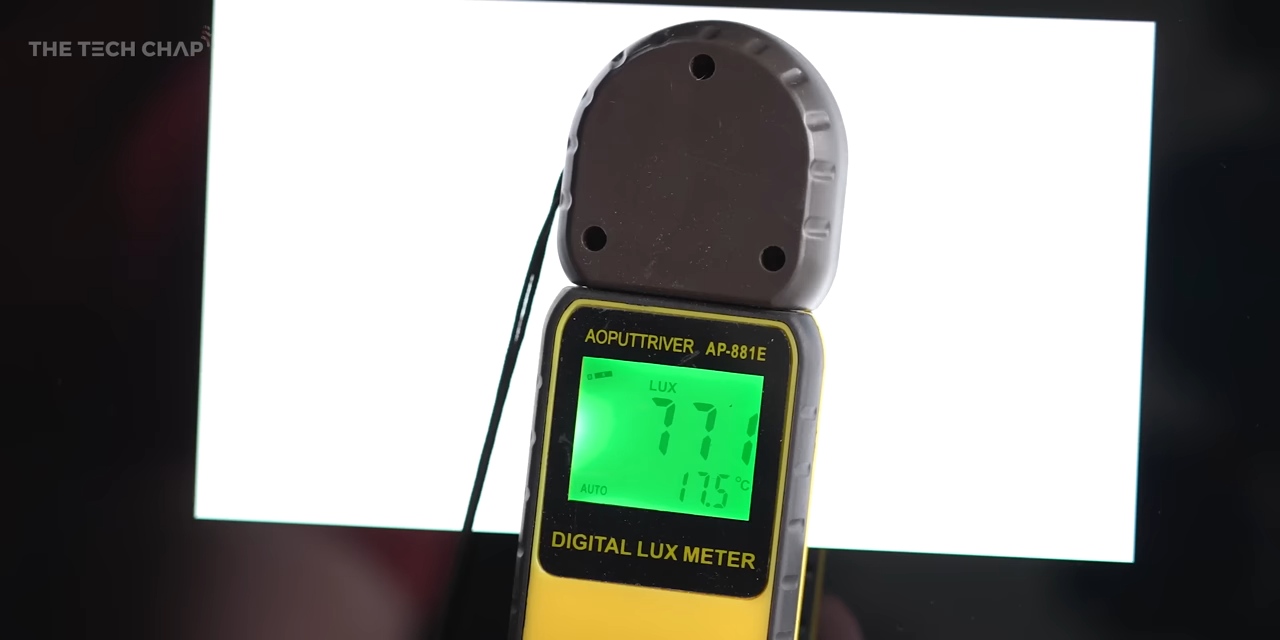 THE TECH CHAP
AOPUTTRIVER AP-881E
LUX
771
17.5 °C
AUTO
DIGITAL LUX METER